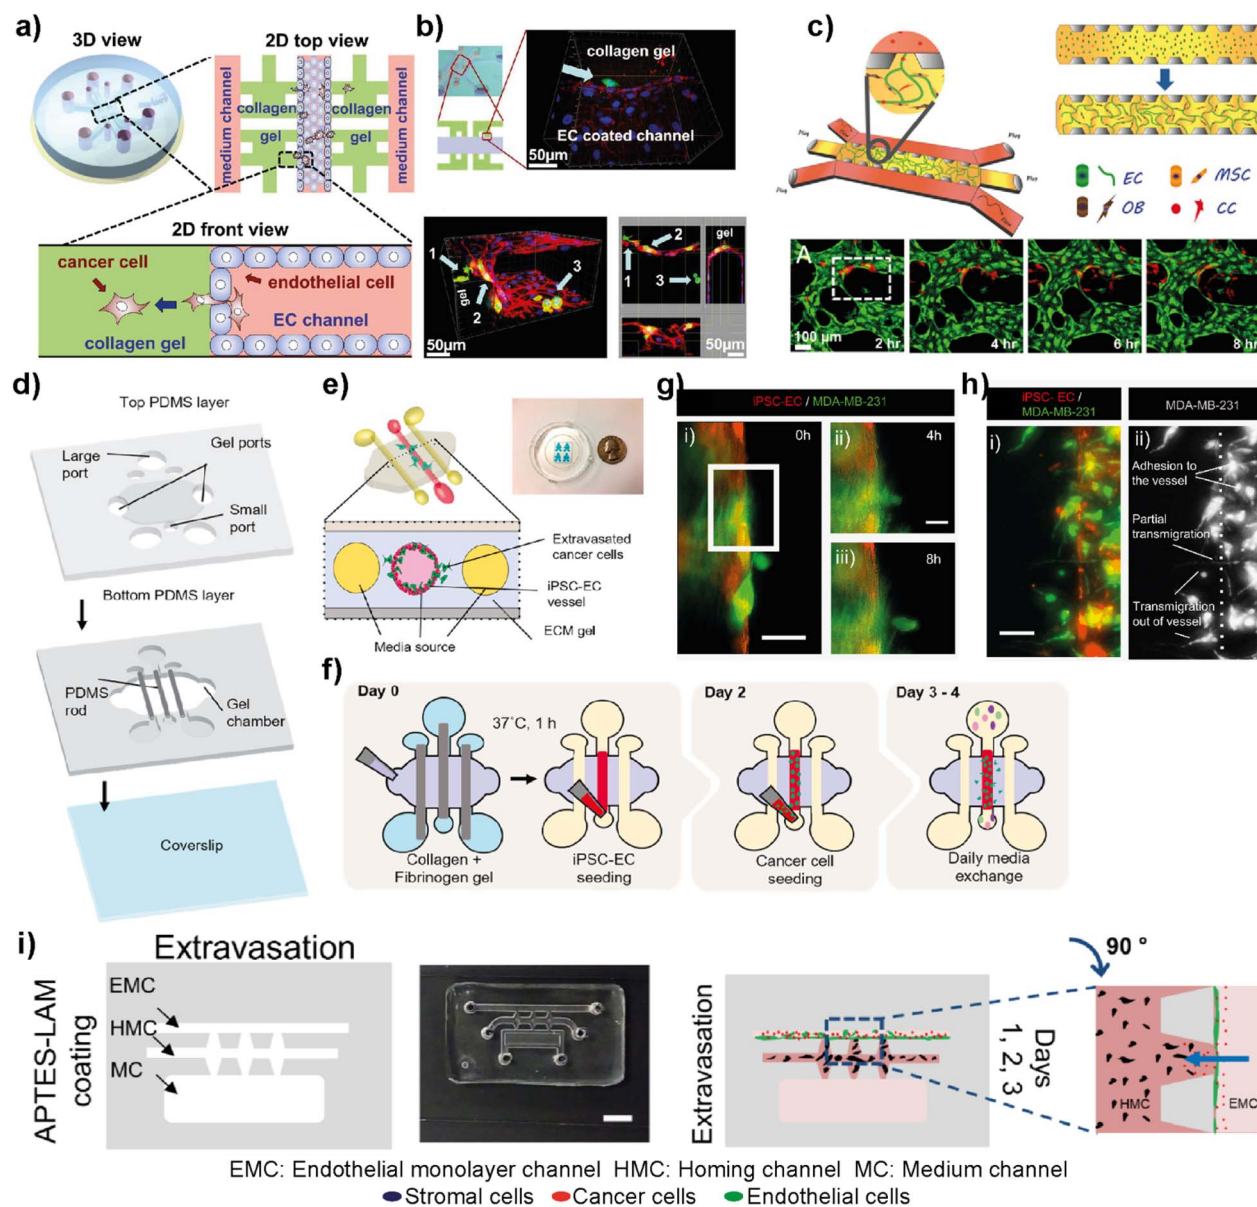 a)
3D view
2D top view
medium channel
collagen
gel
collagen
gel
medium channel
2D front view
cancer cell
endothelial cell
EC channel
collagen gel
b)
collagen gel
EC coated channel
50µm
1
2
3
gel
50µm
2
gel
1
3
50µm
c)
Plug
Plug
Plug
Plug
EC
MSC
OB
CC
A
100 µm
2 hr
4 hr
6 hr
8 hr
d)
Top PDMS layer
Large port
Gel ports
Small port
Bottom PDMS layer
PDMS rod
Gel chamber
Coverslip
e)
Extravasated cancer cells
iPSC-EC vessel
ECM gel
Media source
f)
Day 0
37°C, 1 h
Collagen + Fibrinogen gel
iPSC-EC seeding
Day 2
Cancer cell seeding
Day 3 - 4
Daily media exchange
g)
iPSC-EC / MDA-MB-231
i)
0h
ii)
4h
iii)
8h
h)
iPSC- EC / MDA-MB-231
i)
MDA-MB-231
ii)
Adhesion to the vessel
Partial transmigration
Transmigration out of vessel
i)
Extravasation
APTES-LAM coating
EMC
HMC
MC
Extravasation
Days 1, 2, 3
90 °
HMC
EMC
EMC: Endothelial monolayer channel HMC: Homing channel MC: Medium channel
Stromal cells Cancer cells Endothelial cells